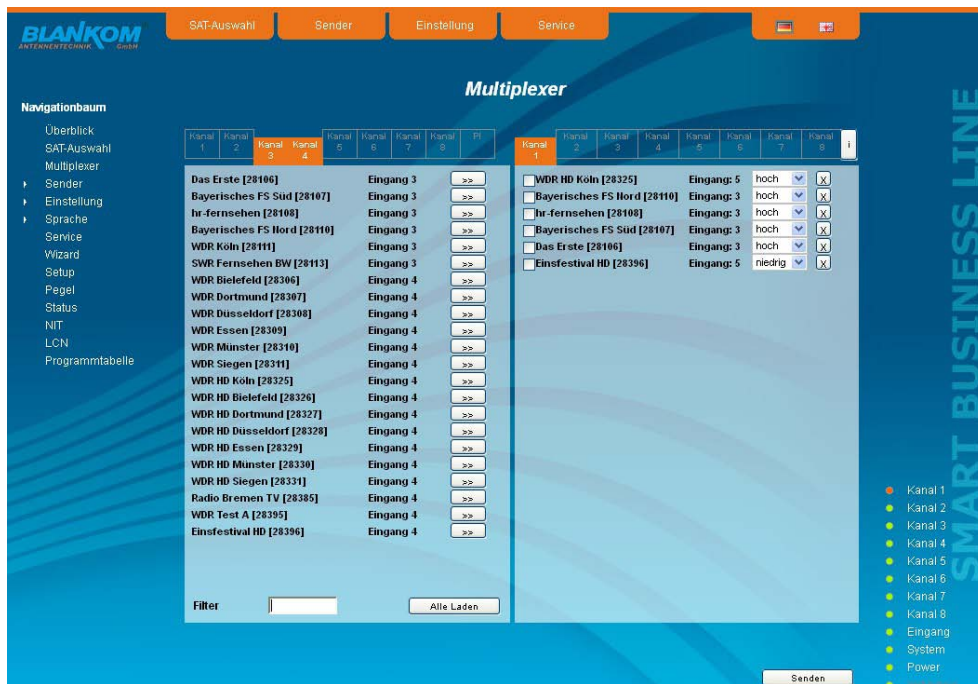 BLANKOM
ANTENNENTECHNIK GmbH
SAT-Auswahl
Sender
Einstellung
Service
Multiplexer
Navigationbaum
Überblick
SAT-Auswahl
Multiplexer
Sender
Einstellung
Sprache
Service
Wizard
Setup
Pegel
Status
NIT
LCN
Programmtabelle
Kanal 1
Kanal 2
Kanal 3
Kanal 4
Kanal 5
Kanal 6
Kanal 7
Kanal 8
PI
Das Erste [28106] Eingang 3 >>
Bayerisches FS Süd [28107] Eingang 3 >>
hr-fernsehen [28108] Eingang 3 >>
Bayerisches FS Nord [28110] Eingang 3 >>
WDR Köln [28111] Eingang 3 >>
SWR Fernsehen BW [28113] Eingang 3 >>
WDR Bielefeld [28306] Eingang 4 >>
WDR Dortmund [28307] Eingang 4 >>
WDR Düsseldorf [28308] Eingang 4 >>
WDR Essen [28309] Eingang 4 >>
WDR Münster [28310] Eingang 4 >>
WDR Siegen [28311] Eingang 4 >>
WDR HD Köln [28325] Eingang 4 >>
WDR HD Bielefeld [28326] Eingang 4 >>
WDR HD Dortmund [28327] Eingang 4 >>
WDR HD Düsseldorf [28328] Eingang 4 >>
WDR HD Essen [28329] Eingang 4 >>
WDR HD Münster [28330] Eingang 4 >>
WDR HD Siegen [28331] Eingang 4 >>
Radio Bremen TV [28385] Eingang 4 >>
WDR Test A [28395] Eingang 4 >>
Einsfestival HD [28396] Eingang 4 >>
Filter
Alle Laden
Kanal 1
Kanal 2
Kanal 3
Kanal 4
Kanal 5
Kanal 6
Kanal 7
Kanal 8
i
WDR HD Köln [28325] Eingang: 5 hoch X
Bayerisches FS Nord [28110] Eingang: 3 hoch X
hr-fernsehen [28108] Eingang: 3 hoch X
Bayerisches FS Süd [28107] Eingang: 3 hoch X
Das Erste [28106] Eingang: 3 hoch X
Einsfestival HD [28396] Eingang: 5 niedrig X
Senden
SMART BUSINESS LINE
Kanal 1
Kanal 2
Kanal 3
Kanal 4
Kanal 5
Kanal 6
Kanal 7
Kanal 8
Eingang
System
Power